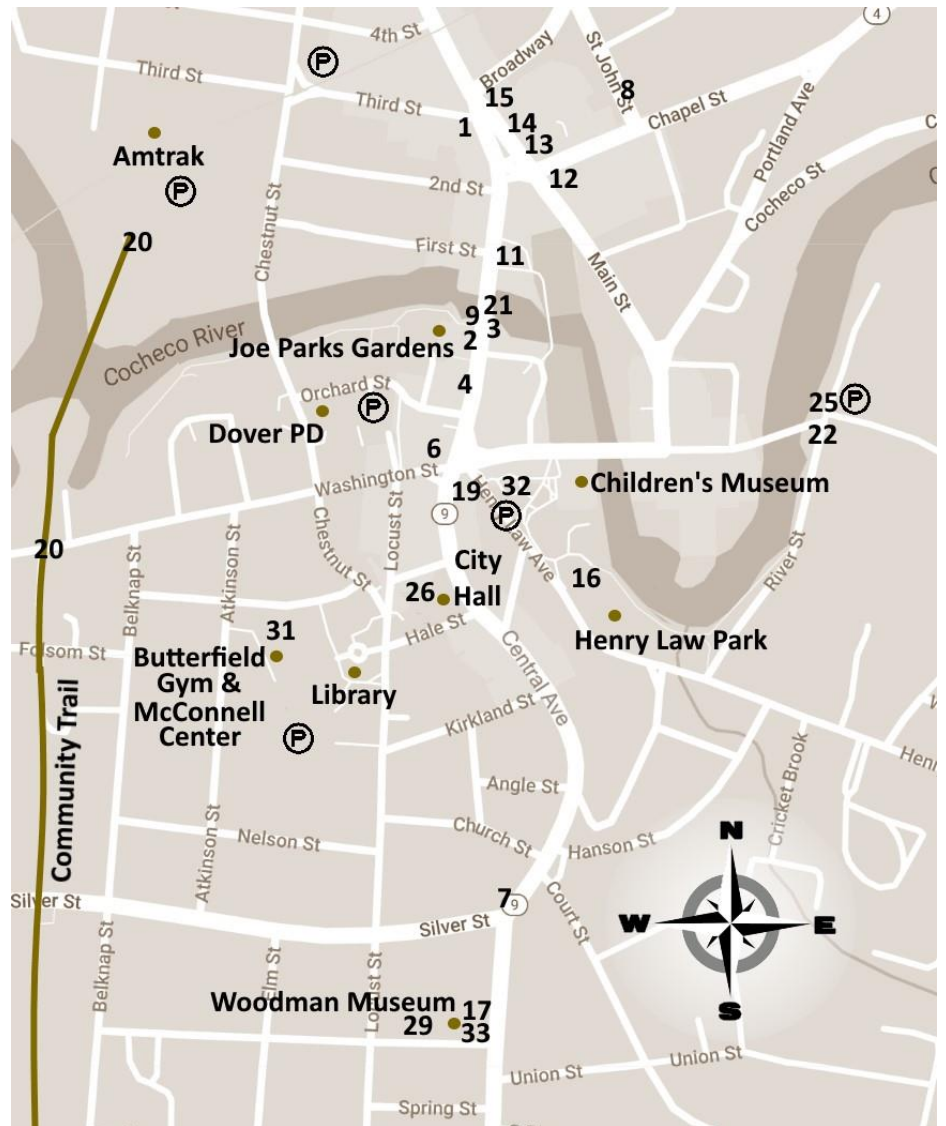 4
4th St
Broadway
St John St
P
Third St
15
8
Third St
1
14
Chapel St
Portland Ave
13
Amtrak
P
2nd St
12
Cocheco St
Chestnut St
20
First St
11
Main St
21
9
3
Cocheco River
Joe Parks Gardens
2
Orchard St
4
P
25
P
Dover PD
22
6
Washington St
19
32
Children's Museum
9
P
Henry Law Ave
Locust St
20
Chestnut St
City
Hall
26
16
River St
Belknap St
Atkinson St
31
Hale St
Henry Law Park
Folsom St
Butterfield
Gym &
McConnell
Center
Library
Central Ave
Kirkland St
P
Community Trail
Angle St
Cricket Brook
Henr
Nelson St
Church St
Hanson St
N
Atkinson St
Silver St
7
9
Silver St
Court St
W
E
Belknap St
Elm St
Locust St
S
Woodman Museum
17
29
33
Union St
Union St
Spring St